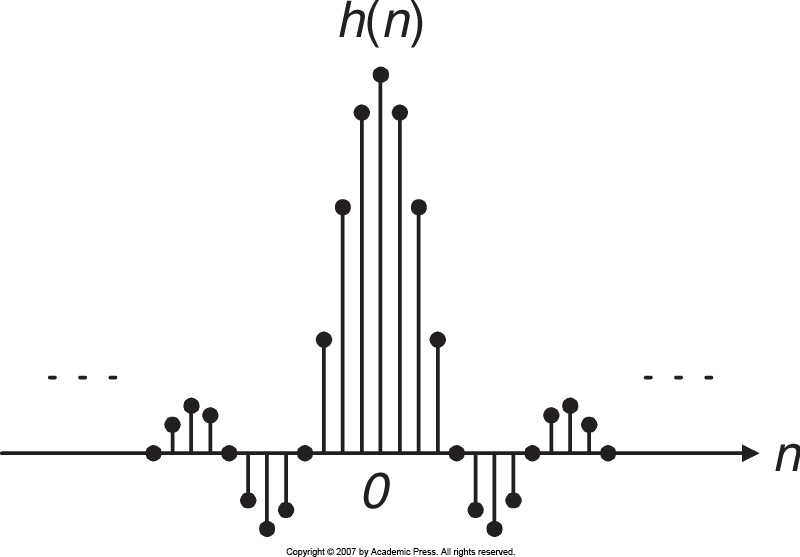 h(n)
- - -
- - -
n
0
Copyright © 2007 by Academic Press. All rights reserved.